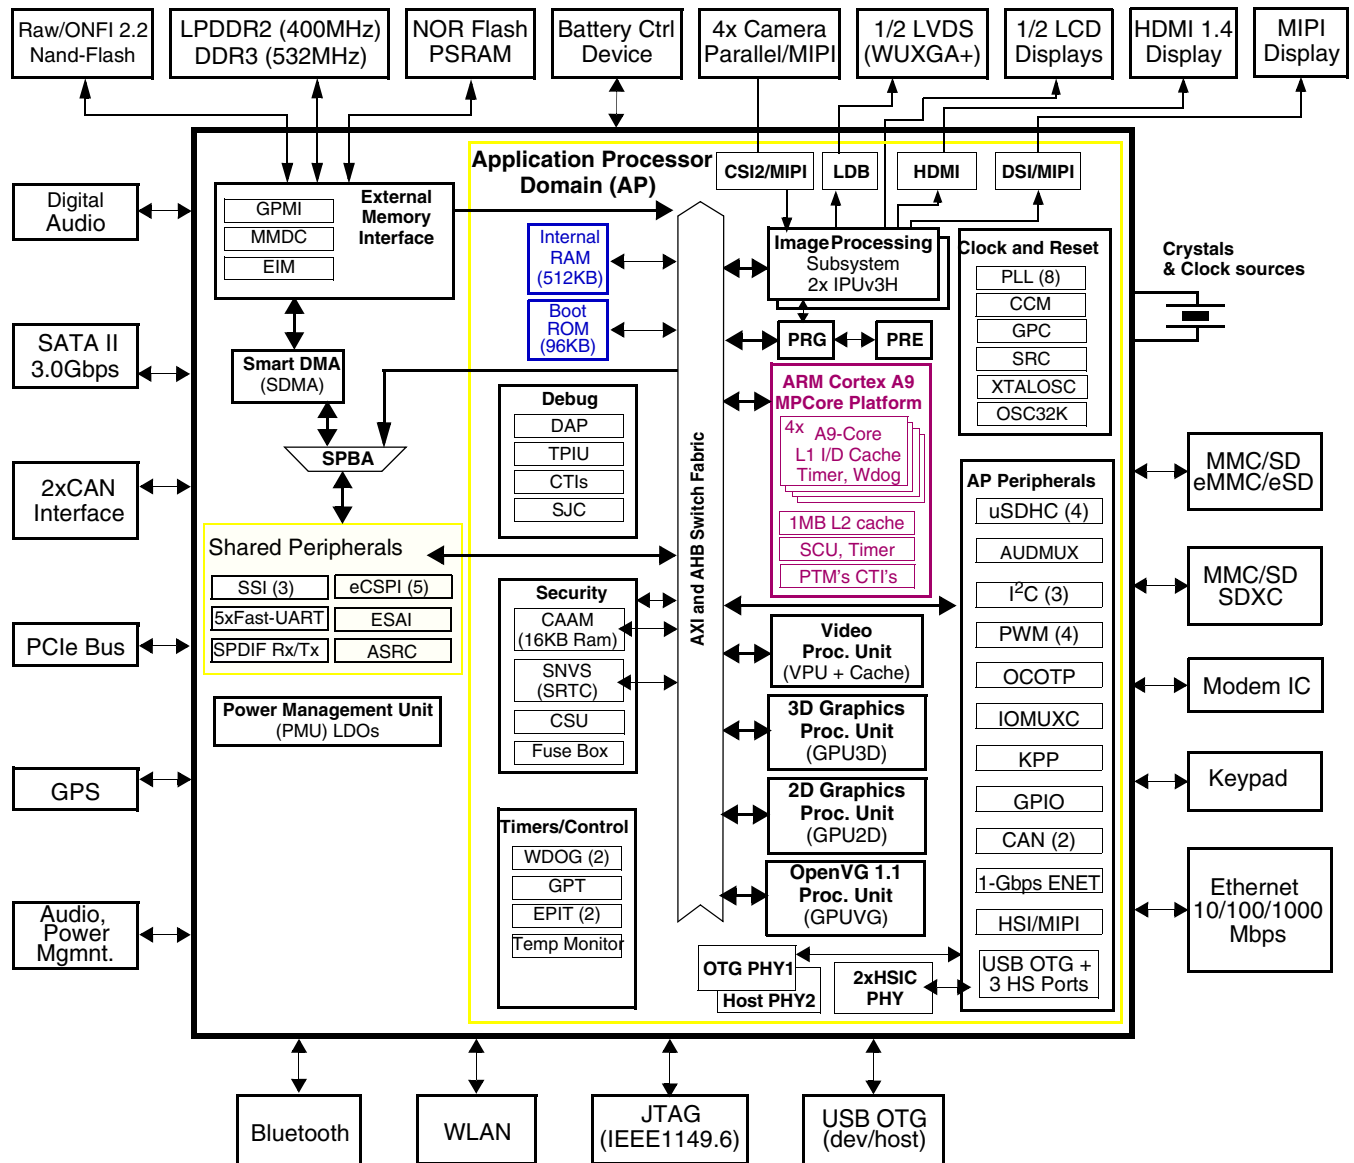 Raw/ONFI 2.2
Nand-Flash
LPDDR2 (400MHz)
DDR3 (532MHz)
NOR Flash
PSRAM
Battery Ctrl
Device
4x Camera
Parallel/MIPI
1/2 LVDS
(WUXGA+)
1/2 LCD
Displays
HDMI 1.4
Display
MIPI
Display
Digital
Audio
SATA II
3.0Gbps
2xCAN
Interface
PCIe Bus
GPS
Audio,
Power
Mgmnt.
External
Memory
Interface
GPMI
MMDC
EIM
Smart DMA
(SDMA)
SPBA
Shared Peripherals
SSI (3)
eCSPI (5)
5xFast-UART
ESAI
SPDIF Rx/Tx
ASRC
Power Management Unit
(PMU) LDOs
Application Processor
Domain (AP)
Internal
RAM
(512KB)
Boot
ROM
(96KB)
Debug
DAP
TPIU
CTIs
SJC
Security
CAAM
(16KB Ram)
SNVS
(SRTC)
CSU
Fuse Box
Timers/Control
WDOG (2)
GPT
EPIT (2)
Temp Monitor
AXI and AHB Switch Fabric
CSI2/MIPI
LDB
HDMI
DSI/MIPI
Image Processing
Subsystem
2x IPUv3H
PRG
PRE
ARM Cortex A9
MPCore Platform
4x
A9-Core
L1 I/D Cache
Timer, Wdog
1MB L2 cache
SCU, Timer
PTM's CTI's
Video
Proc. Unit
(VPU + Cache)
3D Graphics
Proc. Unit
(GPU3D)
2D Graphics
Proc. Unit
(GPU2D)
OpenVG 1.1
Proc. Unit
(GPUVG)
OTG PHY1
Host PHY2
2xHSIC
PHY
Clock and Reset
PLL (8)
CCM
GPC
SRC
XTALOSC
OSC32K
AP Peripherals
uSDHC (4)
AUDMUX
I²C (3)
PWM (4)
OCOTP
IOMUXC
KPP
GPIO
CAN (2)
1-Gbps ENET
HSI/MIPI
USB OTG +
3 HS Ports
Crystals
& Clock sources
MMC/SD
eMMC/eSD
MMC/SD
SDXC
Modem IC
Keypad
Ethernet
10/100/1000
Mbps
Bluetooth
WLAN
JTAG
(IEEE1149.6)
USB OTG
(dev/host)